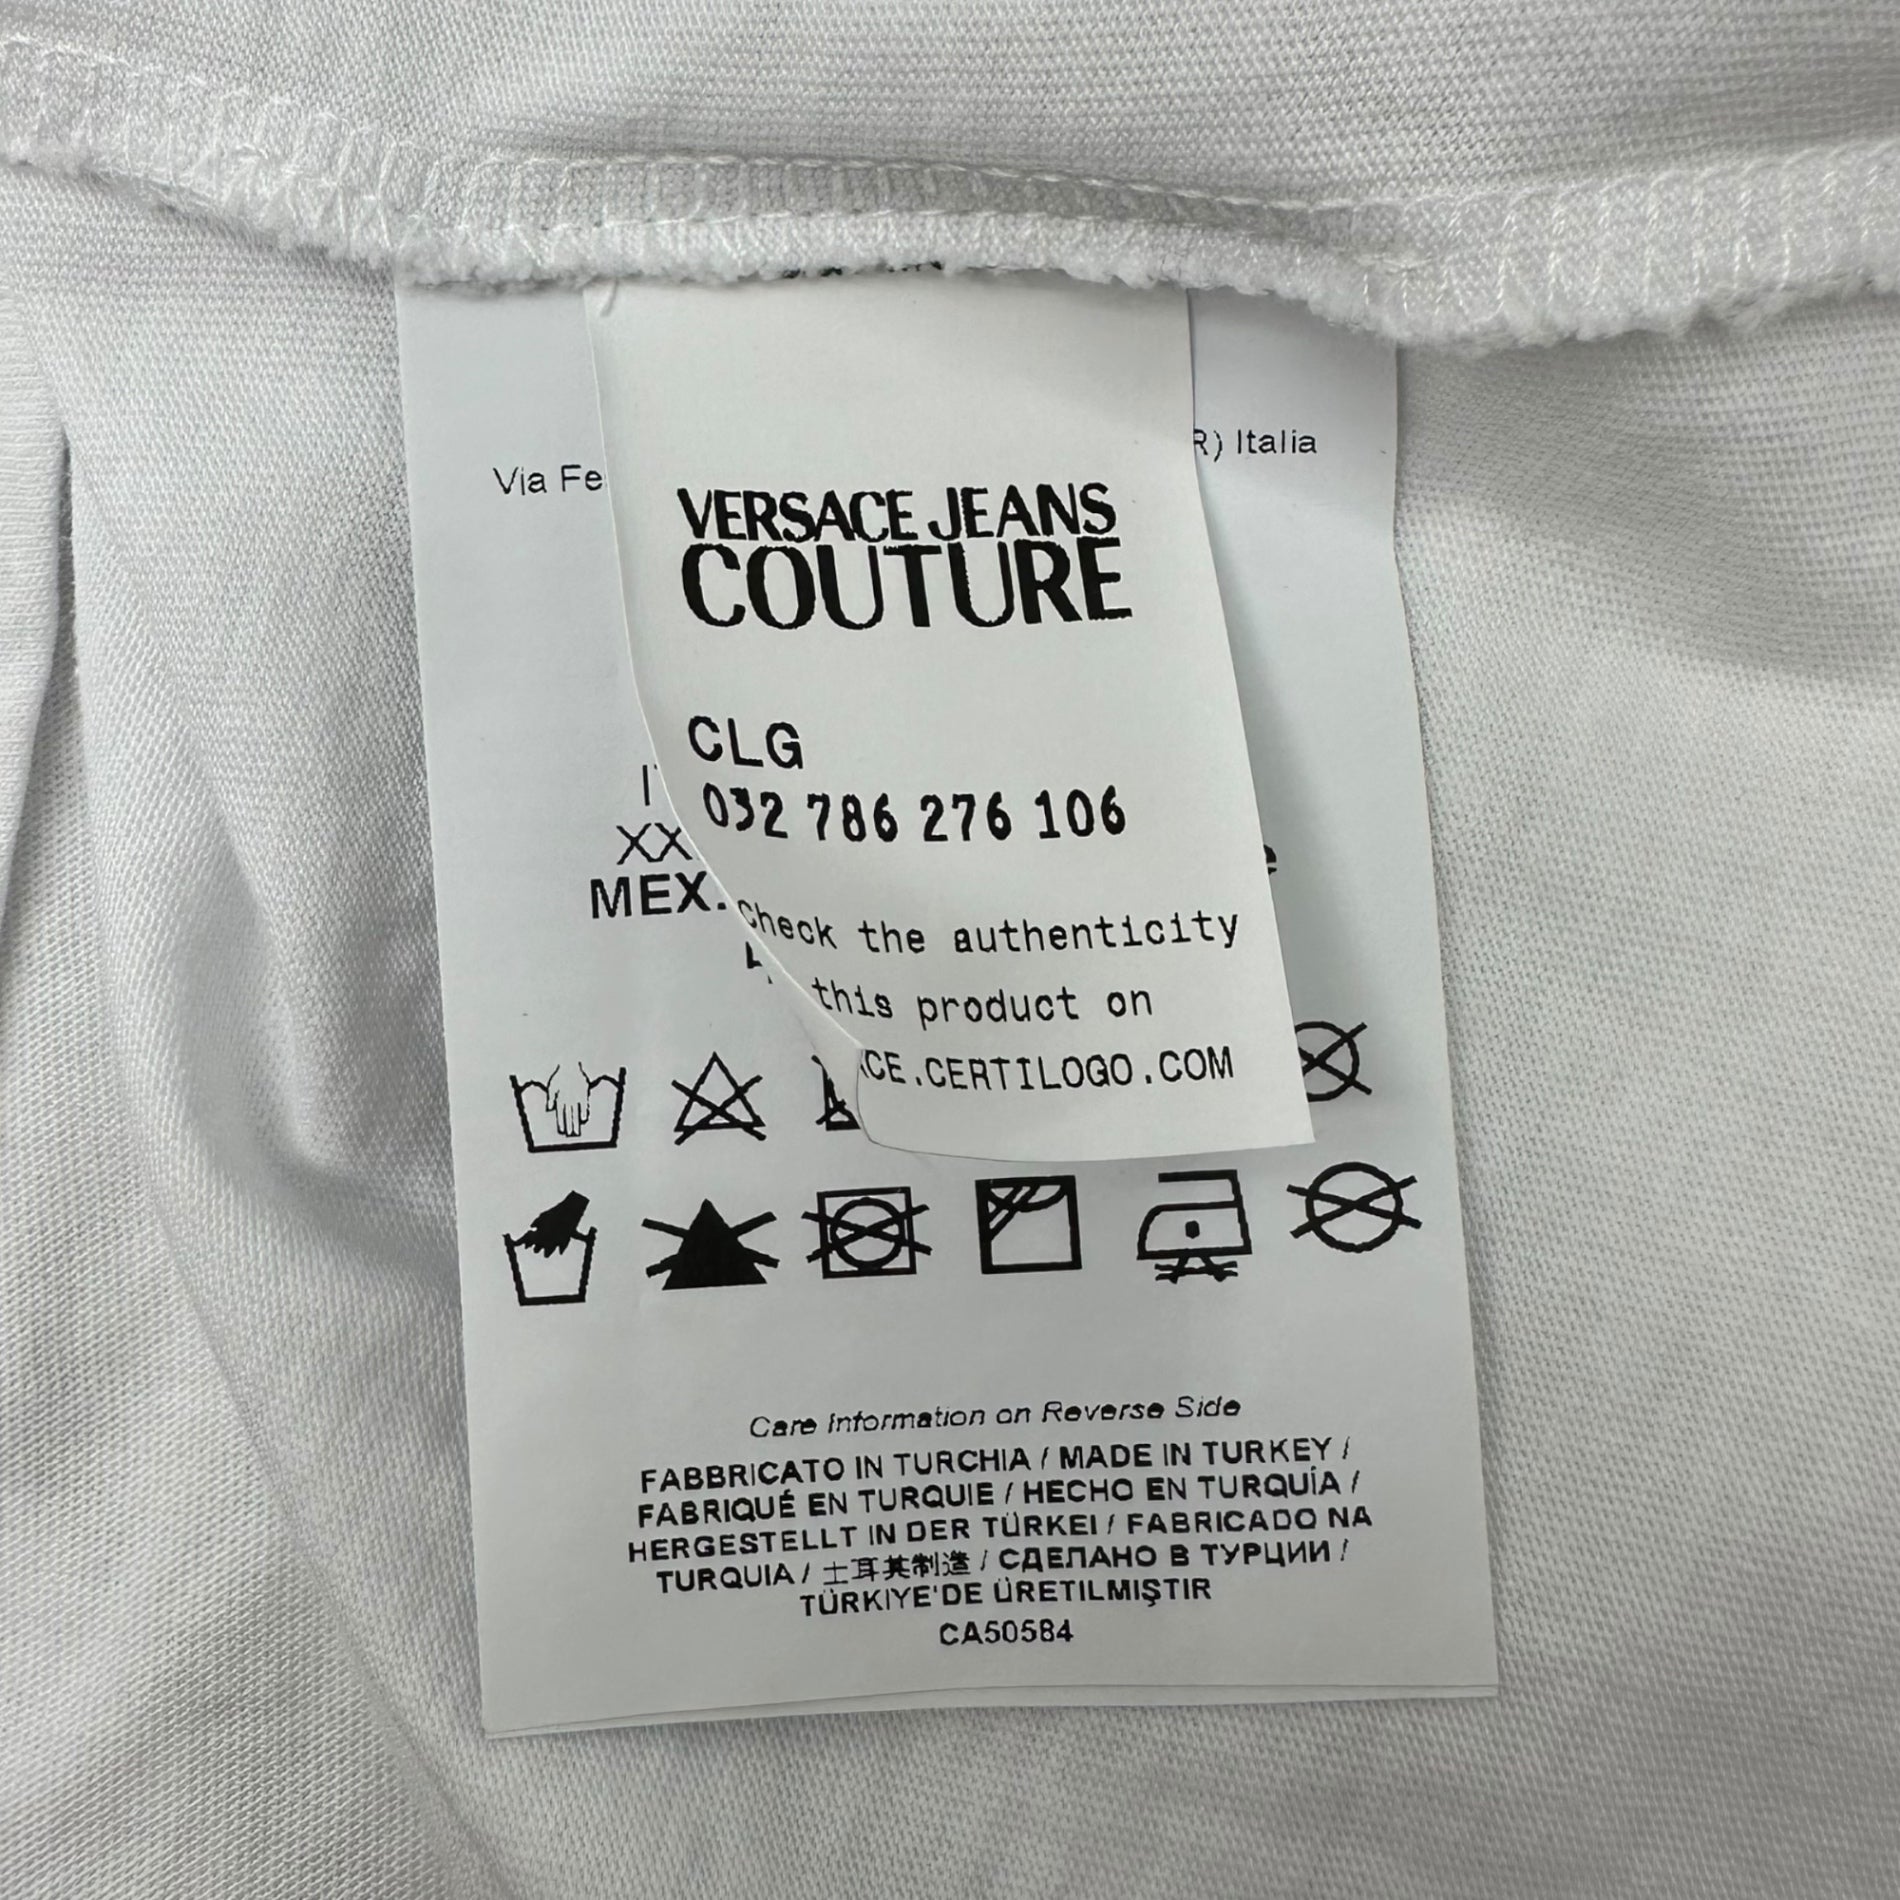 Via Fe
R) Italia
VERSACE JEANS
COUTURE
CLG
032 786 276 106
XX
MEX.
check the authenticity
this product on
CE.CERTILOGO.COM
Care Information on Reverse Side
FABBRICATO IN TURCHIA / MADE IN TURKEY /
FABRIQUÉ EN TURQUIE / HECHO EN TURQUÍA /
HERGESTELLT IN DER TÜRKEI / FABRICADO NA
TURQUIA / 土耳其制造 / СДЕЛАНО В ТУРЦИИ /
TÜRKIYE'DE ÜRETILMIŞTIR
CA50584